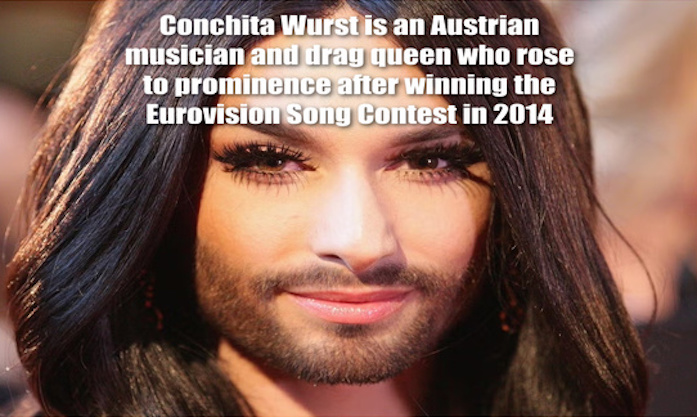 Conchita Wurst is an Austrian
musician and drag queen who rose
to prominence after winning the
Eurovision Song Contest in 2014